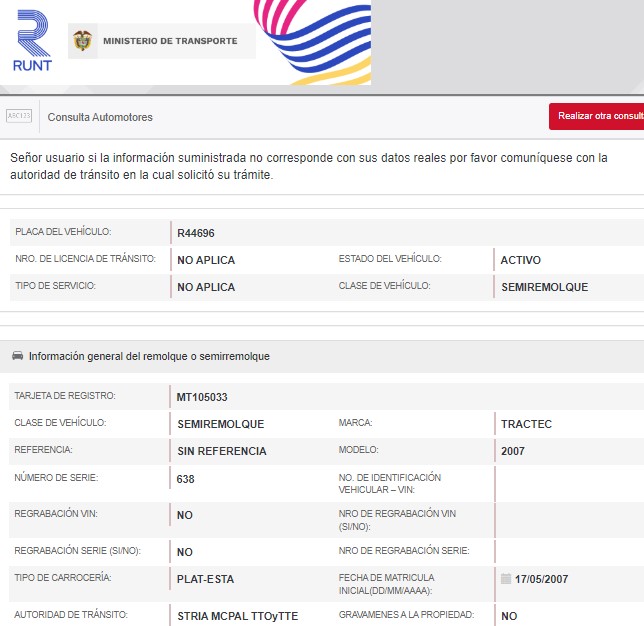 RUNT
MINISTERIO DE TRANSPORTE
ABC123
Consulta Automotores
Realizar otra consult
Señor usuario si la información suministrada no corresponde con sus datos reales por favor comuníquese con la
autoridad de tránsito en la cual solicitó su trámite.
PLACA DEL VEHÍCULO: R44696
NRO. DE LICENCIA DE TRÁNSITO: NO APLICA ESTADO DEL VEHÍCULO: ACTIVO
TIPO DE SERVICIO: NO APLICA CLASE DE VEHÍCULO: SEMIREMOLQUE
Información general del remolque o semirremolque
TARJETA DE REGISTRO: MT105033
CLASE DE VEHÍCULO: SEMIREMOLQUE MARCA: TRACTEC
REFERENCIA: SIN REFERENCIA MODELO: 2007
NÚMERO DE SERIE: 638 NO. DE IDENTIFICACIÓN
VEHICULAR – VIN:
REGRABACIÓN VIN: NO NRO DE REGRABACIÓN VIN
(SI/NO):
REGRABACIÓN SERIE (SI/NO): NO NRO DE REGRABACIÓN SERIE:
TIPO DE CARROCERÍA: PLAT-ESTA FECHA DE MATRICULA 17/05/2007
INICIAL(DD/MM/AAAA):
AUTORIDAD DE TRÁNSITO: STRIA MCPAL TTOyTTE GRAVAMENES A LA PROPIEDAD: NO